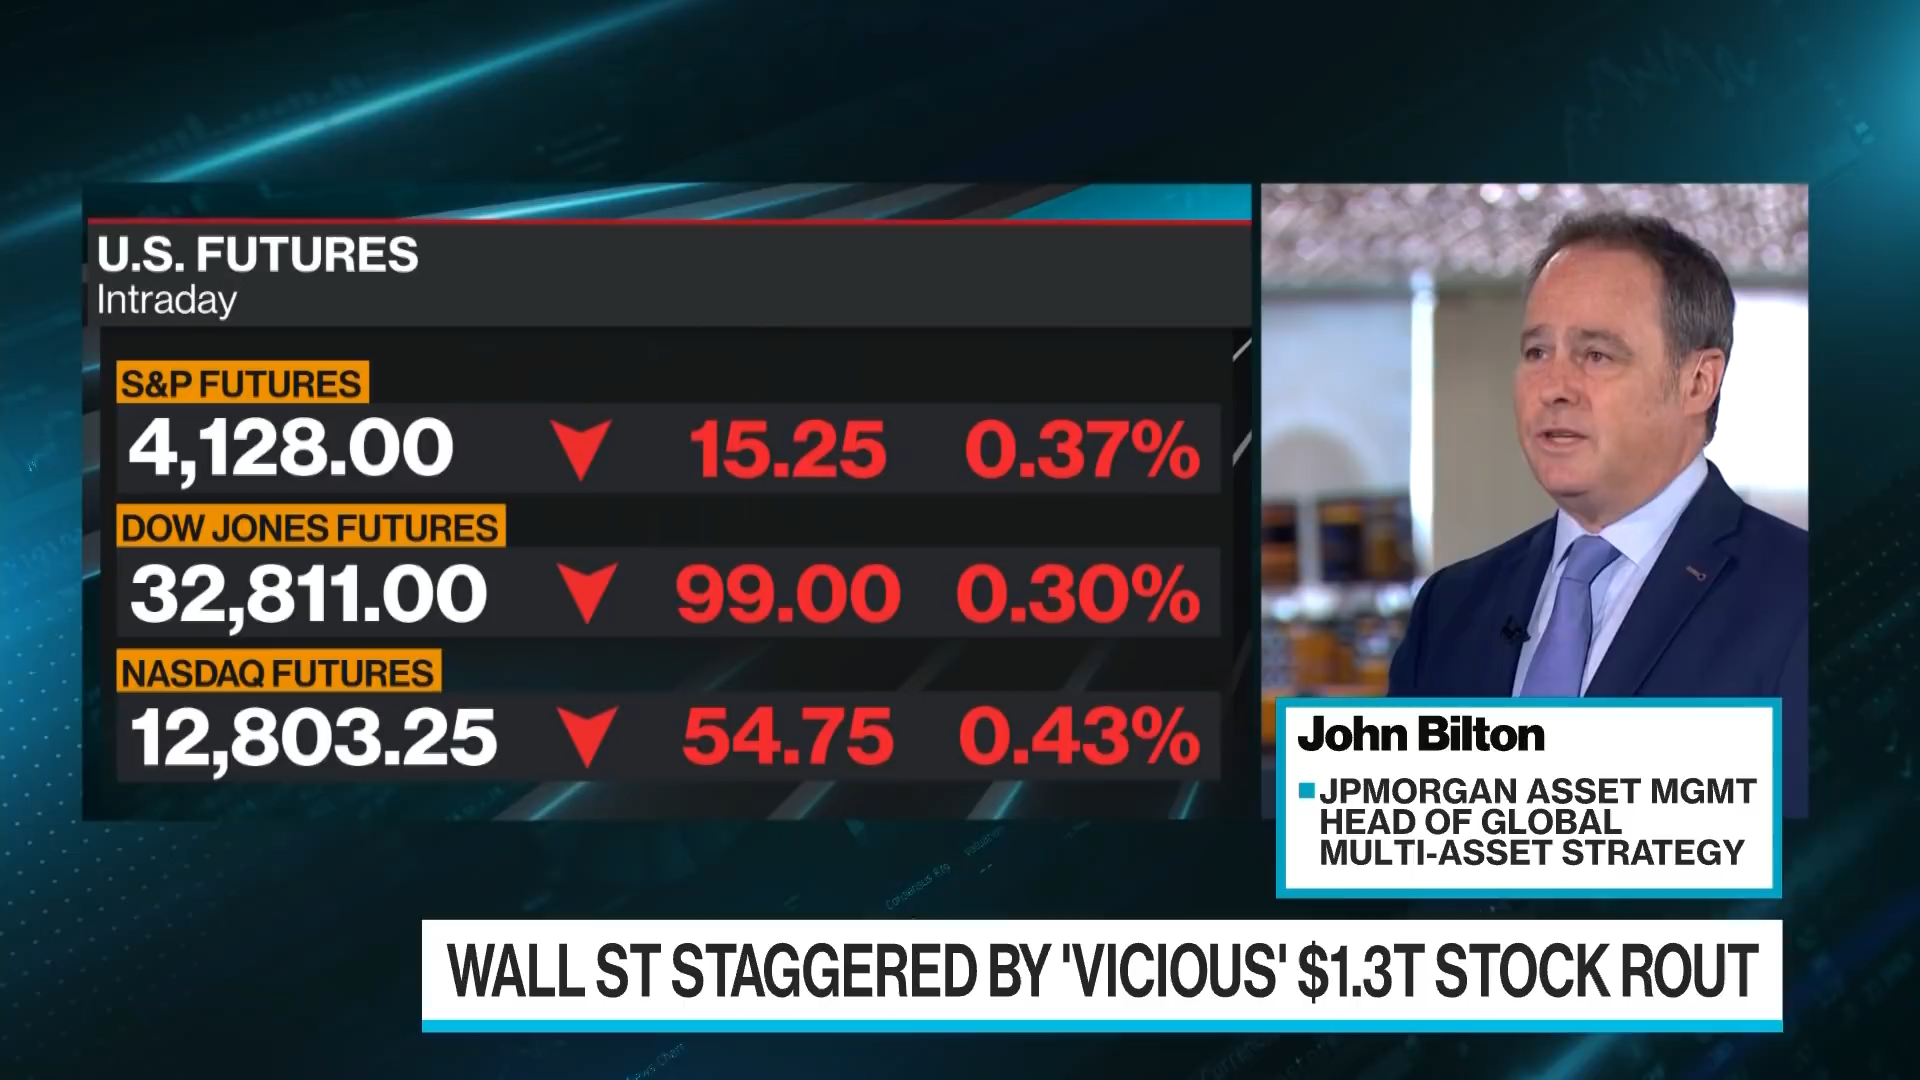 U.S. FUTURES
Intraday
S&P FUTURES
4,128.00 15.25 0.37%
DOW JONES FUTURES
32,811.00 99.00 0.30%
NASDAQ FUTURES
12,803.25 54.75 0.43%
John Bilton
JPMORGAN ASSET MGMT
HEAD OF GLOBAL
MULTI-ASSET STRATEGY
WALL ST STAGGERED BY 'VICIOUS' $1.3T STOCK ROUT